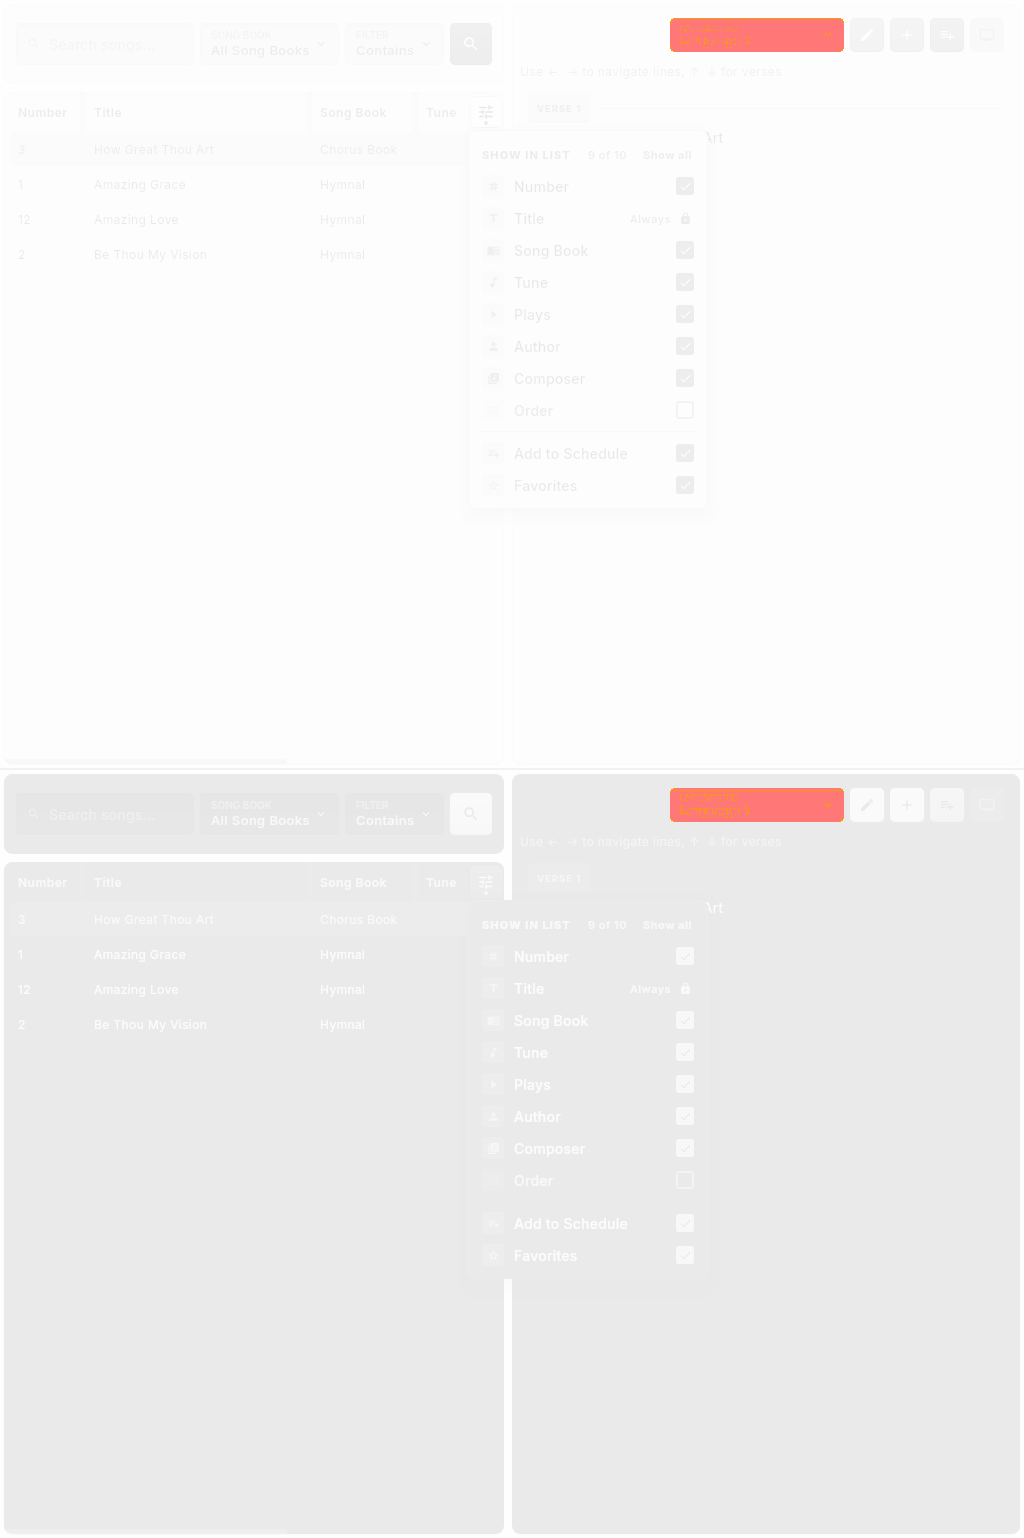 Search songs...
SONG BOOK
All Song Books
FILTER
Contains
Use ← → to navigate lines, ↑ ↓ for verses
Number Title Song Book Tune
VERSE 1
3 How Great Thou Art Chorus Book
Art
1 Amazing Grace Hymnal
12 Amazing Love Hymnal
2 Be Thou My Vision Hymnal
SHOW IN LIST 9 of 10 Show all
Number
Title Always
Song Book
Tune
Plays
Author
Composer
Order
Add to Schedule
Favorites
Search songs...
SONG BOOK
All Song Books
FILTER
Contains
Use ← → to navigate lines, ↑ ↓ for verses
Number Title Song Book Tune
VERSE 1
3 How Great Thou Art Chorus Book
Art
1 Amazing Grace Hymnal
12 Amazing Love Hymnal
2 Be Thou My Vision Hymnal
SHOW IN LIST 9 of 10 Show all
Number
Title Always
Song Book
Tune
Plays
Author
Composer
Order
Add to Schedule
Favorites